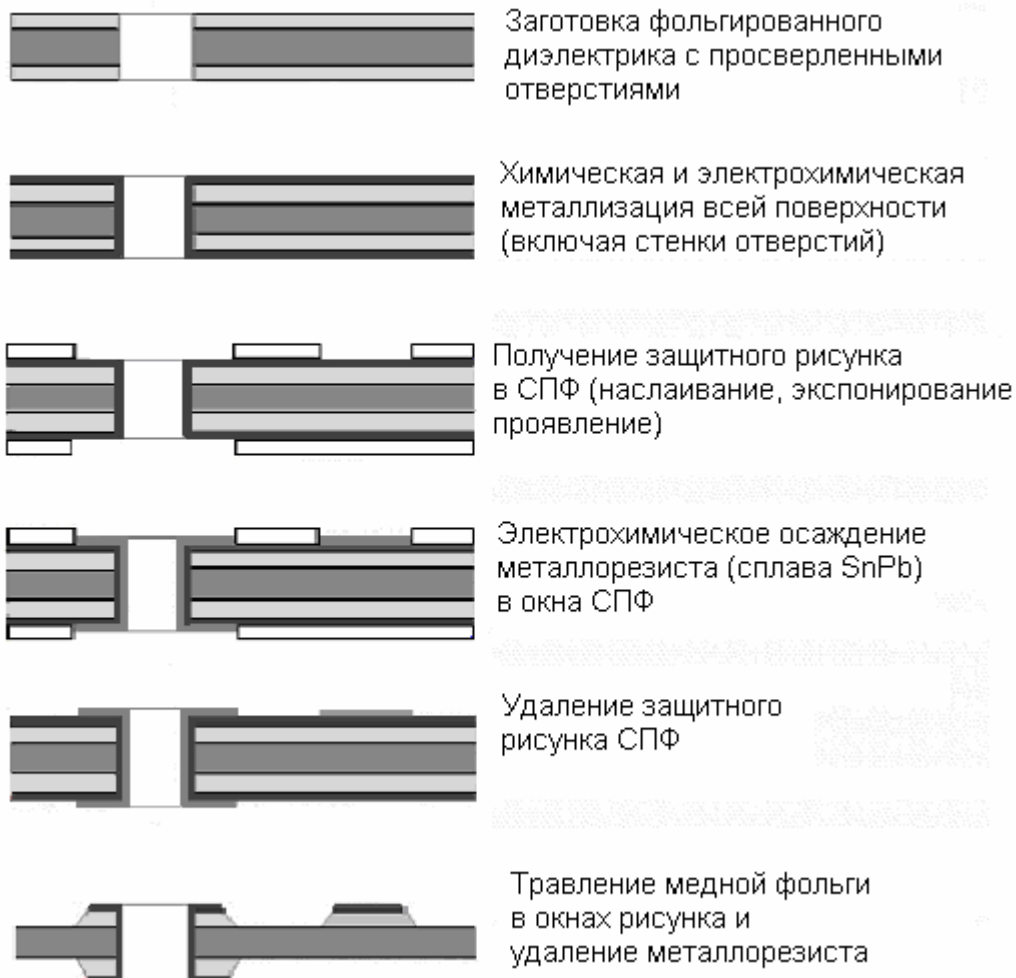 Заготовка фольгированного
диэлектрика с просверленными
отверстиями
Химическая и электрохимическая
металлизация всей поверхности
(включая стенки отверстий)
Получение защитного рисунка
в СПФ (наслаивание, экспонирование
проявление)
Электрохимическое осаждение
металлорезиста (сплава SnPb)
в окна СПФ
Удаление защитного
рисунка СПФ
Травление медной фольги
в окнах рисунка и
удаление металлорезиста